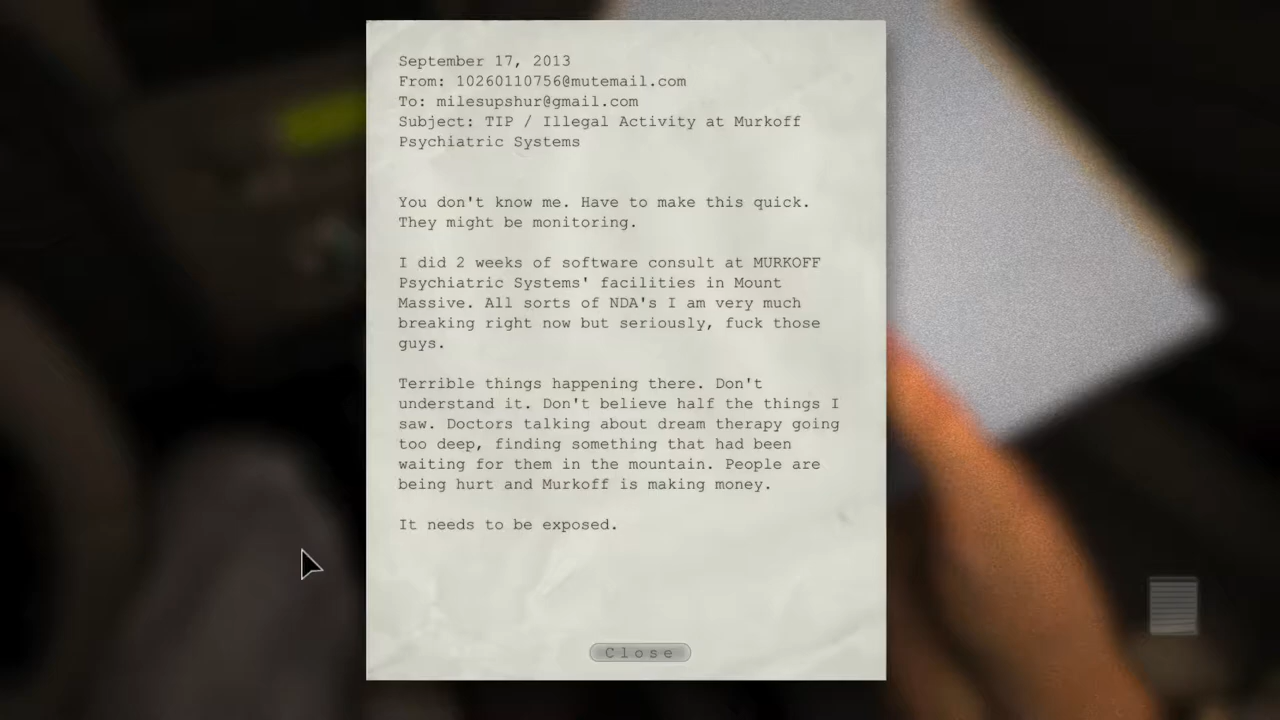 September 17, 2013
From: 10260110756@mutemail.com
To: milesupshur@gmail.com
Subject: TIP / Illegal Activity at Murkoff
Psychiatric Systems
You don't know me. Have to make this quick.
They might be monitoring.
I did 2 weeks of software consult at MURKOFF
Psychiatric Systems' facilities in Mount
Massive. All sorts of NDA's I am very much
breaking right now but seriously, fuck those
guys.
Terrible things happening there. Don't
understand it. Don't believe half the things I
saw. Doctors talking about dream therapy going
too deep, finding something that had been
waiting for them in the mountain. People are
being hurt and Murkoff is making money.
It needs to be exposed.
Close